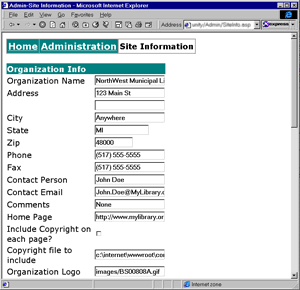 Admin-Site Information - Microsoft Internet Explorer
File Edit View Go Favorites Help
Address unify/Admin/SiteInfo.asp
Home Administration Site Information
Organization Info
Organization Name NorthWest Municipal Li
Address 123 Main St
City Anywhere
State MI
Zip 48000
Phone (517) 555-5555
Fax (517) 555-5555
Contact Person John Doe
Contact Email John.Doe@MyLibrary.c
Comments None
Home Page http://www.mylibrary.or
Include Copyright on
each page?
Copyright file to
include c:\internet\wwwroot\cor
Organization Logo images/BS00808A.gif
Internet zone